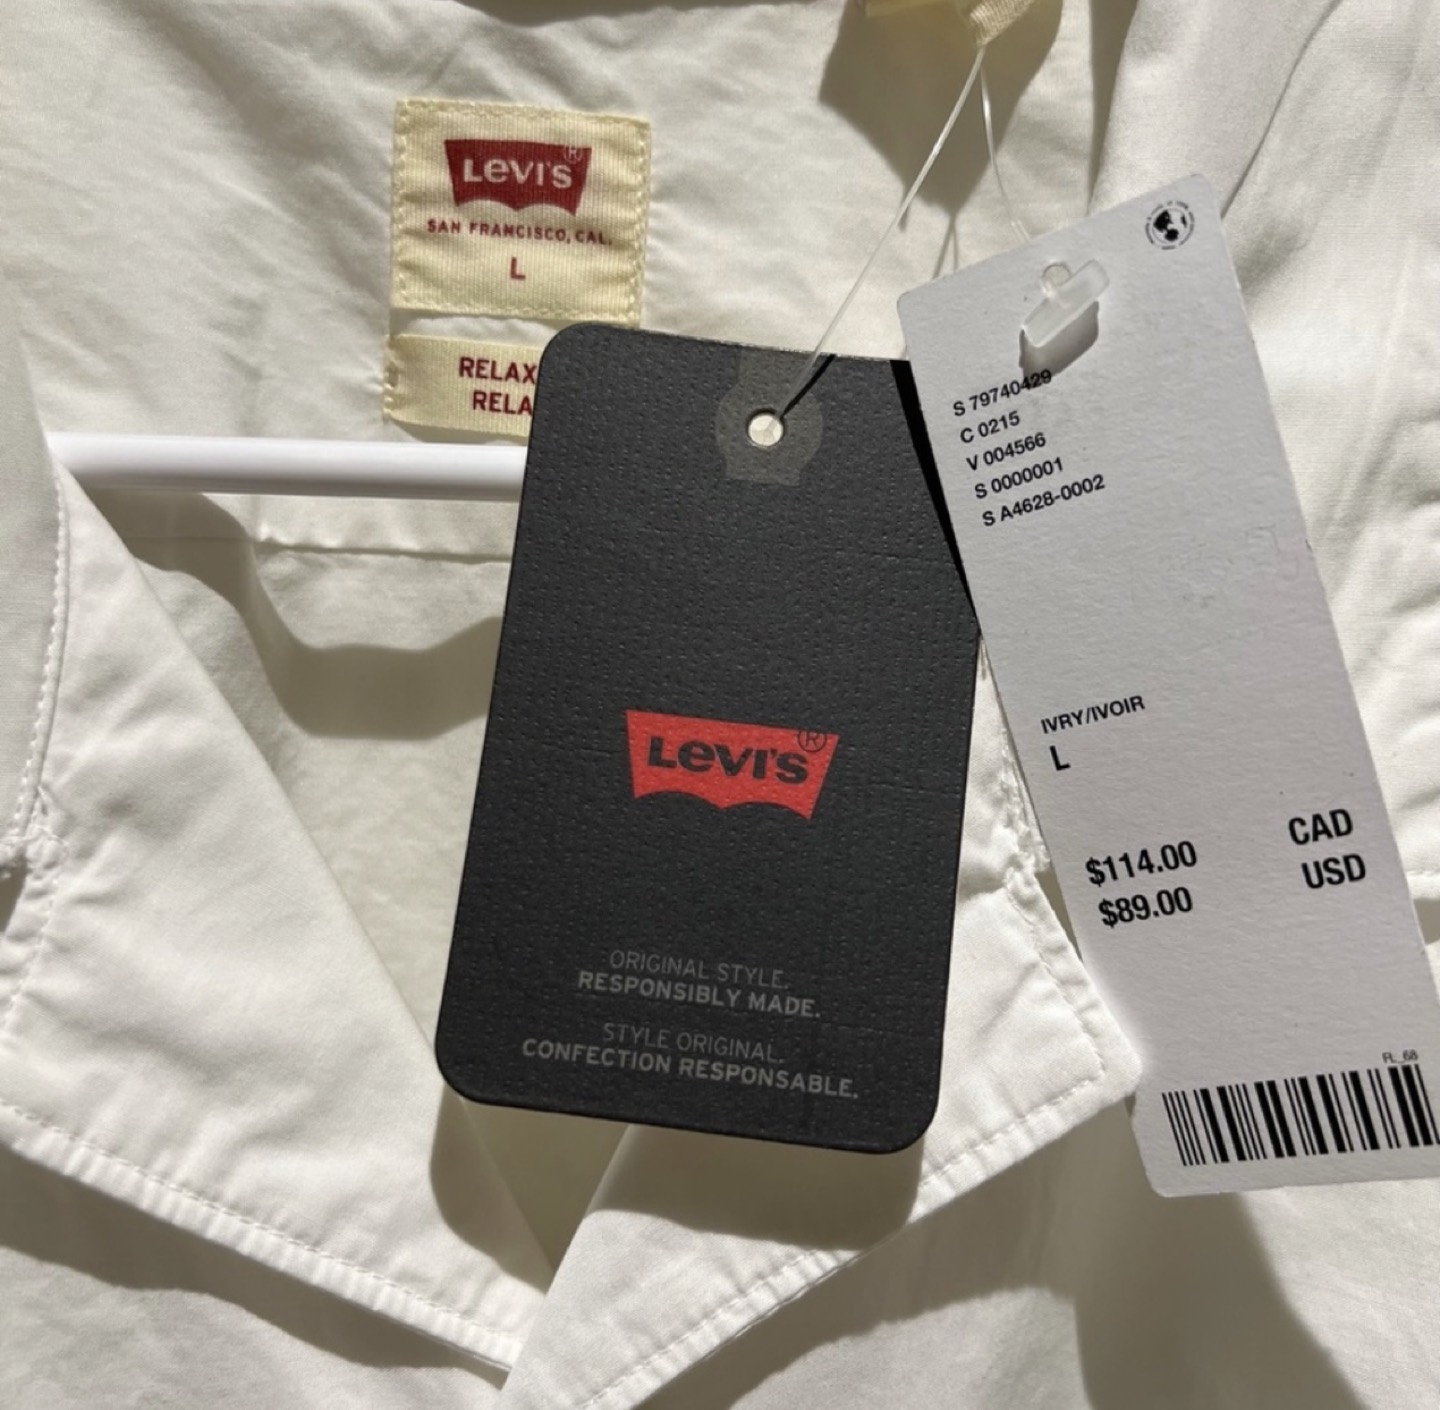 Levi's®
SAN FRANCISCO, CAL.
L
RELAX
RELA
Levi's®
ORIGINAL STYLE.
RESPONSIBLY MADE.
STYLE ORIGINAL.
CONFECTION RESPONSABLE.
S 79740429
C 0215
V 004566
S 0000001
S A4628-0002
IVRY/IVOIR
L
$114.00 CAD
$89.00 USD
FL_68